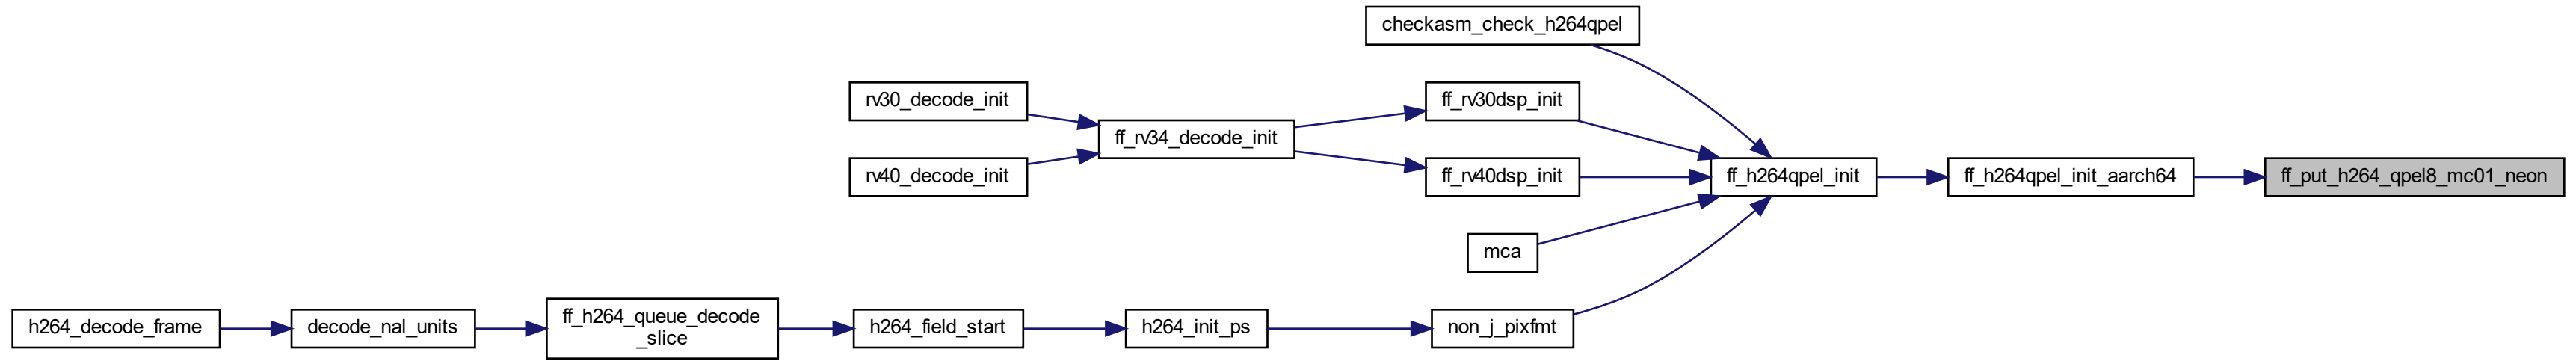 checkasm_check_h264qpel
rv30_decode_init
ff_rv30dsp_init
ff_rv34_decode_init
rv40_decode_init
ff_rv40dsp_init
ff_h264qpel_init
ff_h264qpel_init_aarch64
ff_put_h264_qpel8_mc01_neon
mca
h264_decode_frame
decode_nal_units
ff_h264_queue_decode
_slice
h264_field_start
h264_init_ps
non_j_pixfmt